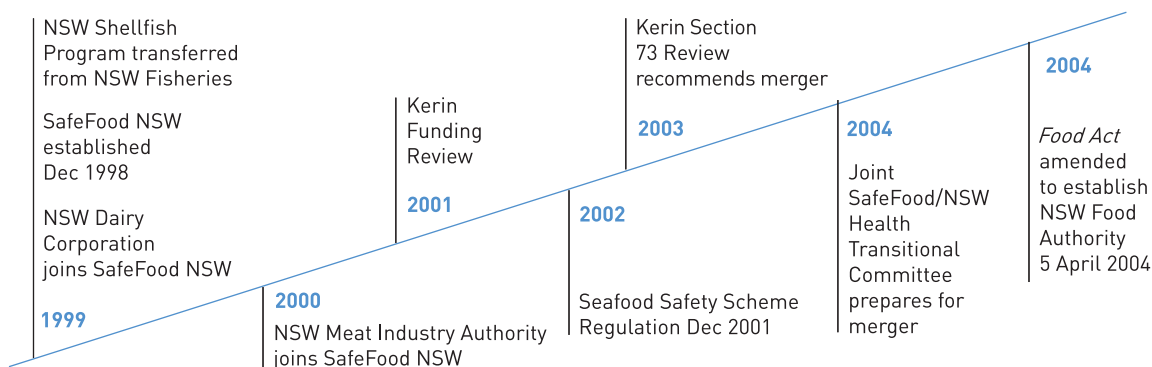 NSW Shellfish
Program transferred
from NSW Fisheries
SafeFood NSW
established
Dec 1998
NSW Dairy
Corporation
joins SafeFood NSW
1999
2000
NSW Meat Industry Authority
joins SafeFood NSW
Kerin
Funding
Review
2001
2002
Seafood Safety Scheme
Regulation Dec 2001
Kerin Section
73 Review
recommends merger
2003
2004
Joint
SafeFood/NSW
Health
Transitional
Committee
prepares for
merger
2004
Food Act
amended
to establish
NSW Food
Authority
5 April 2004